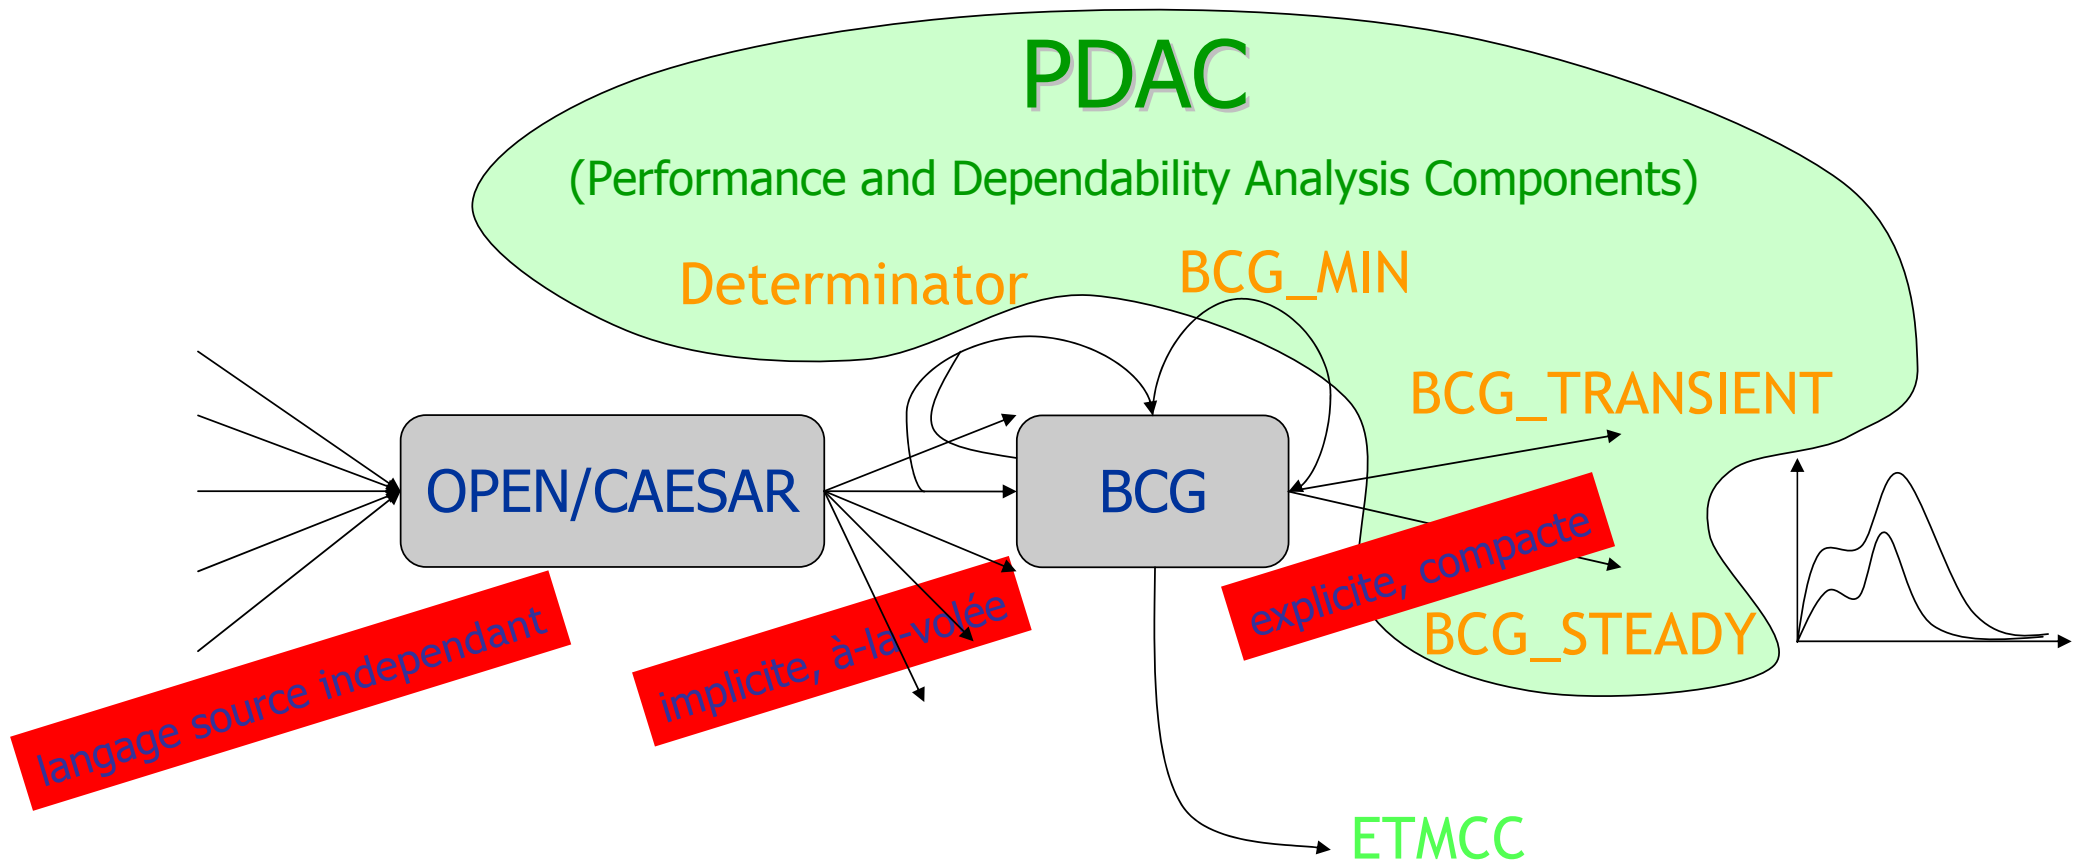 PDAC
(Performance and Dependability Analysis Components)
Determinator
BCG_MIN
BCG_TRANSIENT
OPEN/CAESAR
BCG
explicite, compacte
implicite, à-la-volée
langage source independant
BCG_STEADY
ETMCC